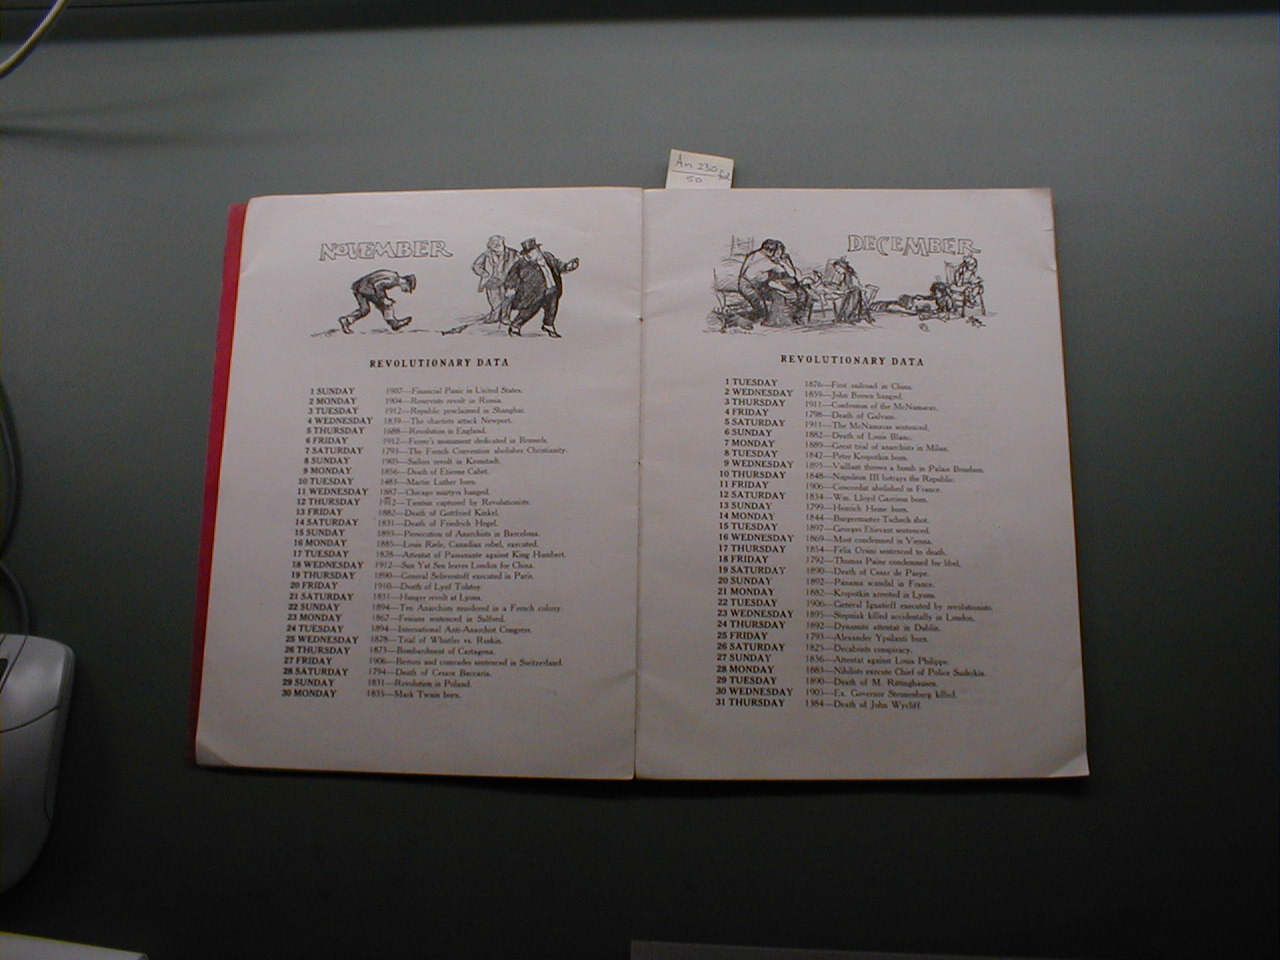 An 230 fol
50
NOVEMBER
REVOLUTIONARY DATA
1 SUNDAY 1907—Financial Panic in United States.
2 MONDAY 1904—Reservists revolt in Russia.
3 TUESDAY 1912—Republic proclaimed in Shanghai.
4 WEDNESDAY 1839—The chartists attack Newport.
5 THURSDAY 1688—Revolution in England.
6 FRIDAY 1912—Ferrer's monument dedicated in Brussels.
7 SATURDAY 1793—The French Convention abolishes Christianity.
8 SUNDAY 1905—Sailors revolt in Kronstadt.
9 MONDAY 1856—Death of Etienne Cabet.
10 TUESDAY 1483—Martin Luther born.
11 WEDNESDAY 1887—Chicago martyrs hanged.
12 THURSDAY 1912—Tientsin captured by Revolutionists.
13 FRIDAY 1882—Death of Gottfried Kinkel.
14 SATURDAY 1831—Death of Friedrich Hegel.
15 SUNDAY 1893—Persecution of Anarchists in Barcelona.
16 MONDAY 1885—Louis Riele, Canadian rebel, executed.
17 TUESDAY 1878—Attentat of Passanante against King Humbert.
18 WEDNESDAY 1912—Sun Yat Sen leaves London for China.
19 THURSDAY 1890—General Seliverstoff executed in Paris.
20 FRIDAY 1910—Death of Lyof Tolstoy.
21 SATURDAY 1831—Hunger revolt at Lyons.
22 SUNDAY 1894—Ten Anarchists murdered in a French colony.
23 MONDAY 1867—Fenians sentenced in Salford.
24 TUESDAY 1894—International Anti-Anarchist Congress.
25 WEDNESDAY 1878—Trial of Whistler vs. Ruskin.
26 THURSDAY 1873—Bombardment of Cartagena.
27 FRIDAY 1906—Bertoni and comrades sentenced in Switzerland.
28 SATURDAY 1794—Death of Cesare Beccaria.
29 SUNDAY 1831—Revolution in Poland.
30 MONDAY 1835—Mark Twain born.
DECEMBER
REVOLUTIONARY DATA
1 TUESDAY 1876—First railroad in China.
2 WEDNESDAY 1859—John Brown hanged.
3 THURSDAY 1911—Confession of the McNamaras.
4 FRIDAY 1798—Death of Galvani.
5 SATURDAY 1911—The McNamaras sentenced.
6 SUNDAY 1882—Death of Louis Blanc.
7 MONDAY 1889—Great trial of anarchists in Milan.
8 TUESDAY 1842—Peter Kropotkin born.
9 WEDNESDAY 1893—Vaillant throws a bomb in Palais Bourbon.
10 THURSDAY 1848—Napoleon III betrays the Republic.
11 FRIDAY 1906—Concordat abolished in France.
12 SATURDAY 1834—Wm. Lloyd Garrison born.
13 SUNDAY 1799—Heinrich Heine born.
14 MONDAY 1844—Burgermaster Tschech shot.
15 TUESDAY 1897—Georges Etievant sentenced.
16 WEDNESDAY 1869—Most condemned in Vienna.
17 THURSDAY 1854—Felix Orsini sentenced to death.
18 FRIDAY 1792—Thomas Paine condemned for libel.
19 SATURDAY 1890—Death of Cesar de Paepe.
20 SUNDAY 1892—Panama scandal in France.
21 MONDAY 1882—Kropotkin arrested in Lyons.
22 TUESDAY 1906—General Ignatieff executed by revolutionists.
23 WEDNESDAY 1895—Stepniak killed accidentally in London.
24 THURSDAY 1892—Dynamite attentat in Dublin.
25 FRIDAY 1793—Alexander Ypsilanti born.
26 SATURDAY 1825—Decabrists conspiracy.
27 SUNDAY 1836—Attentat against Louis Philippe.
28 MONDAY 1883—Nihilists execute Chief of Police Sudeikin.
29 TUESDAY 1890—Death of M. Rittinghausen.
30 WEDNESDAY 1905—Ex. Governor Steunenberg killed.
31 THURSDAY 1384—Death of John Wycliff.